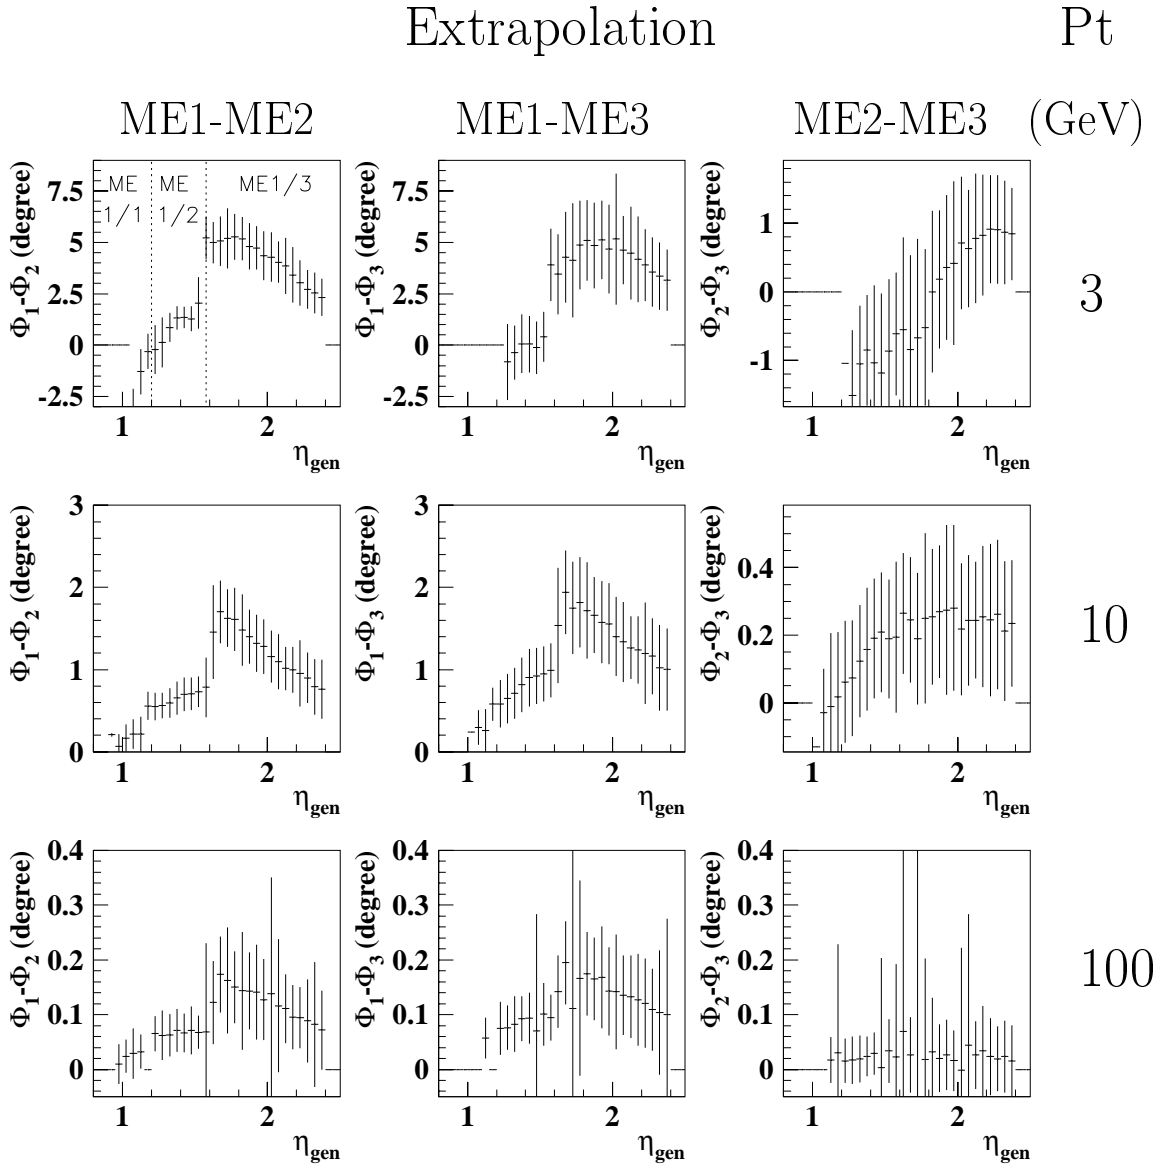 Extrapolation Pt
ME1-ME2 ME1-ME3 ME2-ME3 (GeV)
Φ1-Φ2 (degree) 7.5 5 2.5 0 -2.5 1 2 ηgen
ME 1/1 ME 1/2 ME1/3
Φ1-Φ3 (degree) 7.5 5 2.5 0 -2.5 1 2 ηgen
Φ2-Φ3 (degree) 1 0 -1 1 2 ηgen
3
Φ1-Φ2 (degree) 3 2 1 0 1 2 ηgen
Φ1-Φ3 (degree) 3 2 1 0 1 2 ηgen
Φ2-Φ3 (degree) 0.4 0.2 0 1 2 ηgen
10
Φ1-Φ2 (degree) 0.4 0.3 0.2 0.1 0 1 2 ηgen
Φ1-Φ3 (degree) 0.4 0.3 0.2 0.1 0 1 2 ηgen
Φ2-Φ3 (degree) 0.4 0.3 0.2 0.1 0 1 2 ηgen
100